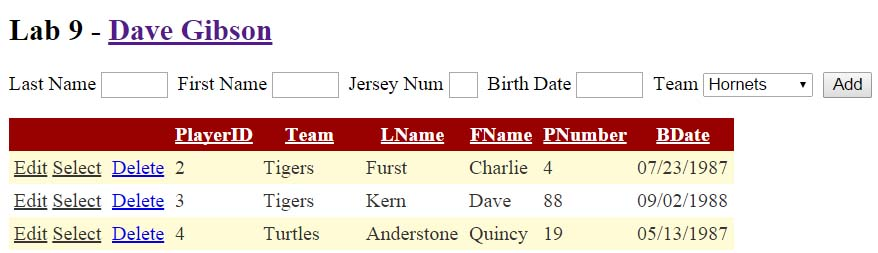 Lab 9 - Dave Gibson
Last Name First Name Jersey Num Birth Date Team Hornets Add
PlayerID Team LName FName PNumber BDate
Edit Select Delete 2 Tigers Furst Charlie 4 07/23/1987
Edit Select Delete 3 Tigers Kern Dave 88 09/02/1988
Edit Select Delete 4 Turtles Anderstone Quincy 19 05/13/1987